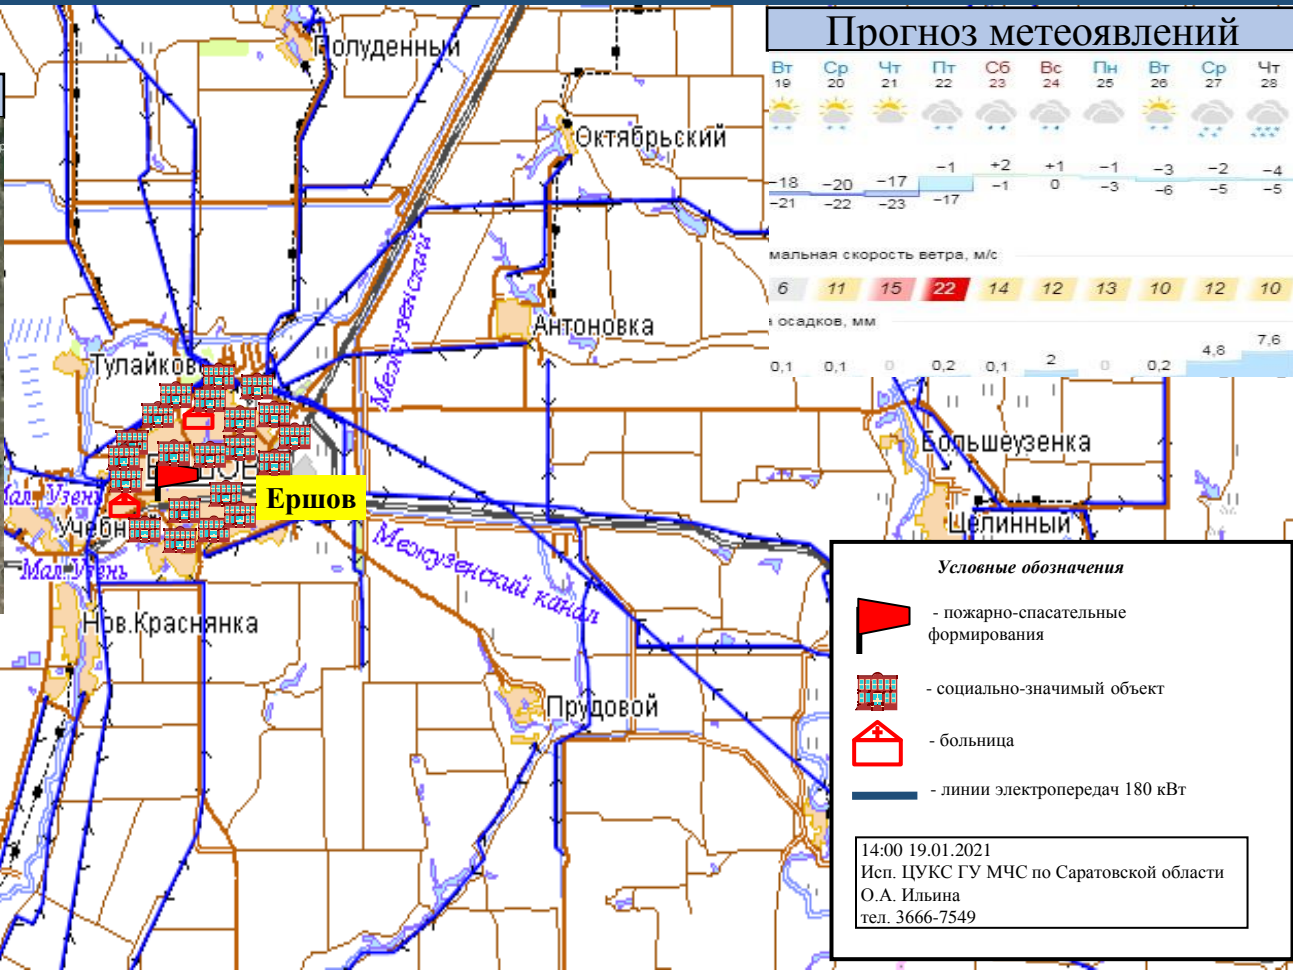 Прогноз метеоявлений
Вт Ср Чт Пт Сб Вс Пн Вт Ср Чт
19 20 21 22 23 24 25 26 27 28
−18 −20 −17 −1 +2 +1 −1 −3 −2 −4
−21 −22 −23 −17 −1 0 −3 −6 −5 −5
мальная скорость ветра, м/с
6 11 15 22 14 12 13 10 12 10
осадков, мм
0,1 0,1 0 0,2 0,1 2 0 0,2 4,8 7,6
Полуденный
Октябрьский
Межузенский
Антоновка
Тулайково
Большеузенка
Ершов
Мал. Узень
Учебн
Целинный
Мал. Узень
Межузенский канал
Нов.Краснянка
Прудовой
Условные обозначения
- пожарно-спасательные
формирования
- социально-значимый объект
- больница
- линии электропередач 180 кВт
14:00 19.01.2021
Исп. ЦУКС ГУ МЧС по Саратовской области
О.А. Ильина
тел. 3666-7549